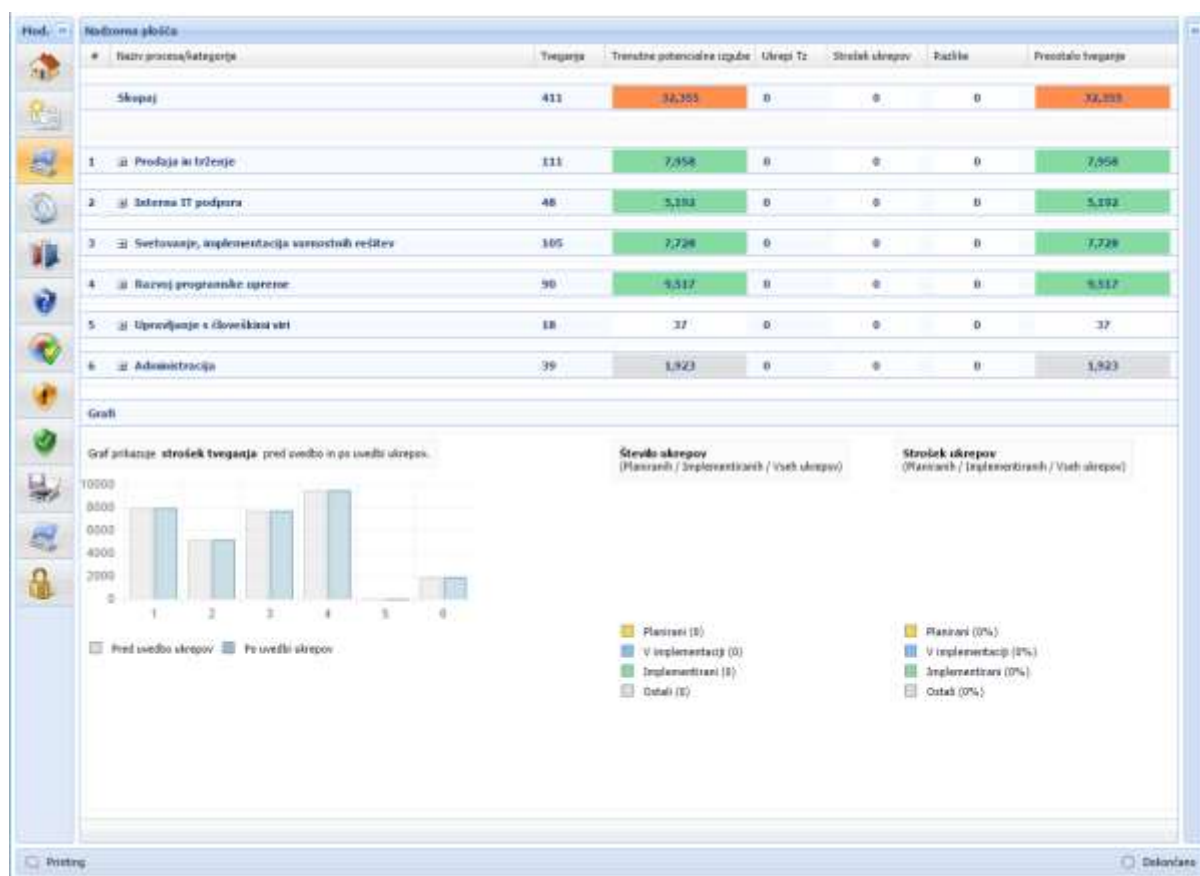 Mod.
Nadzorna plošča
# Naziv procesa/kategorije Tveganja Trenutne potencialne izgube Ukrepi Tz Strošek ukrepov Razlike Preostalo tveganje
Skupaj 411 32,355 0 0 0 32,355
1 Prodaja in trženje 111 7,958 0 0 0 7,958
2 Interna IT podpora 48 5,192 0 0 0 5,192
3 Svetovanje, implementacija varnostnih rešitev 105 7,728 0 0 0 7,728
4 Razvoj programske opreme 90 9,517 0 0 0 9,517
5 Upravljanje s človeškimi viri 18 37 0 0 0 37
6 Administracija 39 1,923 0 0 0 1,923
Grafi
Graf prikazuje strošek tveganja pred uvedbo in po uvedbi ukrepov.
Število ukrepov
(Planiranih / Implementiranih / Vseh ukrepov)
Strošek ukrepov
(Planiranih / Implementiranih / Vseh ukrepov)
10000
8000
6000
4000
2000
0
1 2 3 4 5 6
Pred uvedbo ukrepov Po uvedbi ukrepov
Planirani (0)
V implementaciji (0)
Implementirani (0)
Ostali (0)
Planirani (0%)
V implementaciji (0%)
Implementirani (0%)
Ostali (0%)
Printing
Dokončano